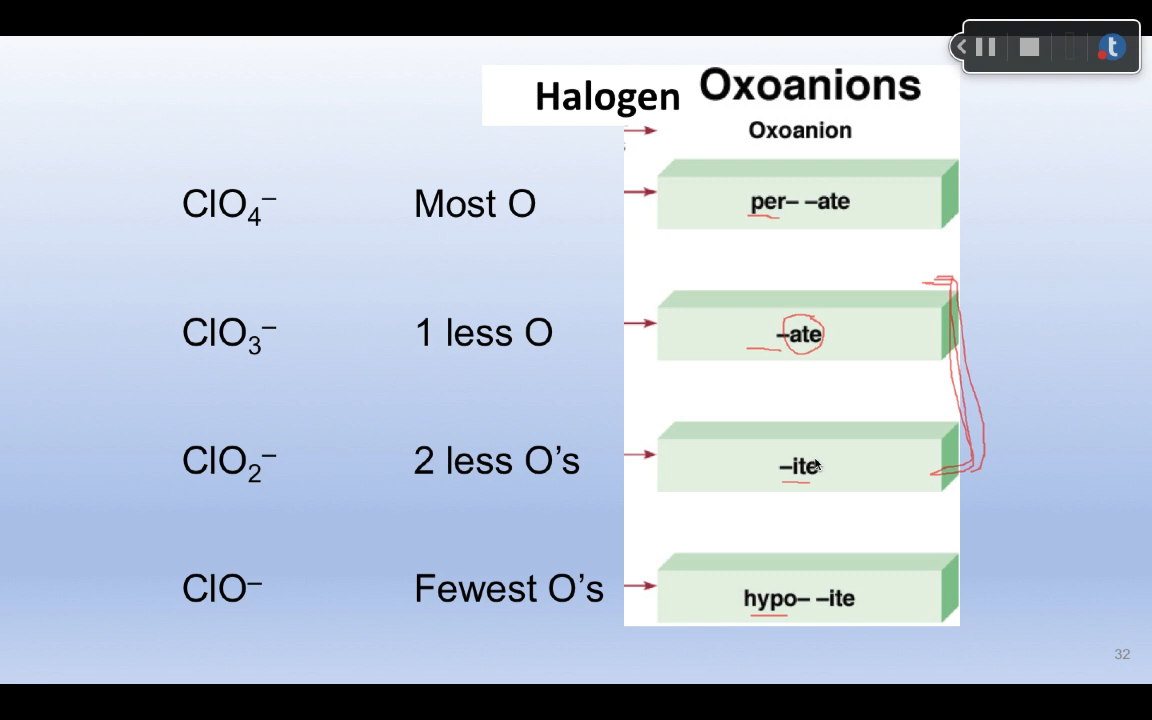 Halogen Oxoanions
Oxoanion
ClO₄⁻ Most O per– –ate
ClO₃⁻ 1 less O –ate
ClO₂⁻ 2 less O’s –ite
ClO⁻ Fewest O’s hypo– –ite
32
t